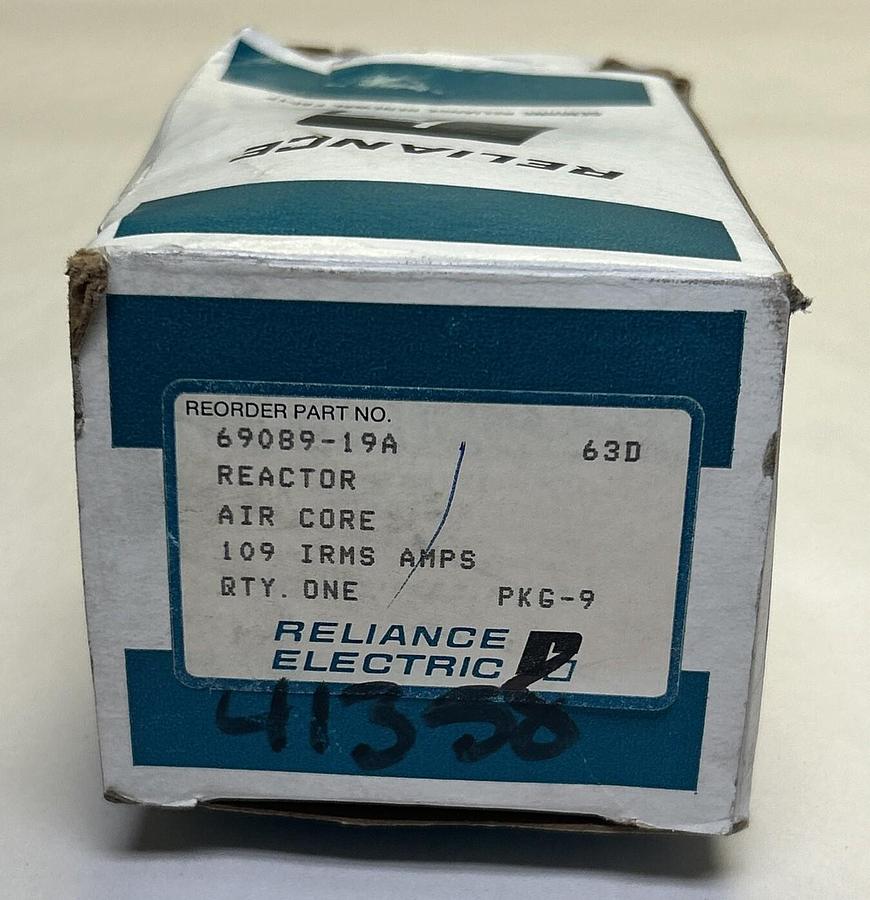 RELIANCE
REORDER PART NO.
69089-19A 63D
REACTOR
AIR CORE
109 IRMS AMPS
QTY. ONE PKG-9
RELIANCE
ELECTRIC
41358